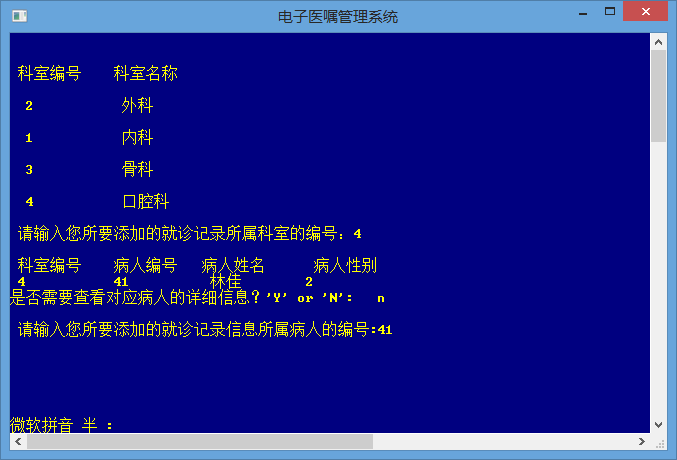 电子医嘱管理系统
科室编号 科室名称
2 外科
1 内科
3 骨科
4 口腔科
请输入您所要添加的就诊记录所属科室的编号：4
科室编号 病人编号 病人姓名 病人性别
4 41 林佳 2
是否需要查看对应病人的详细信息？'Y' or 'N'： n
请输入您所要添加的就诊记录信息所属病人的编号:41
微软拼音 半 ：